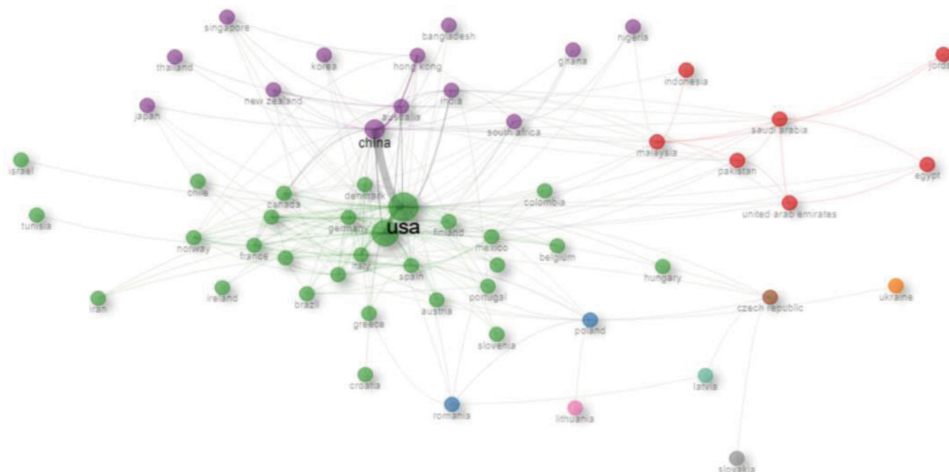 singapore
bangladesh
nigeria
thailand
korea
hong kong
ghana
jord
indonesia
new zealand
india
japan
australia
south africa
saudi arabia
china
malaysia
pakistan
israel
egypt
chile
canada
denmark
colombia
tunisia
usa
united arab emirates
germany
finland
norway
france
mexico
belgium
italy
spain
hungary
iran
ireland
brazil
austria
portugal
czech republic
ukraine
greece
poland
slovenia
croatia
latvia
romania
lithuania
slovakia